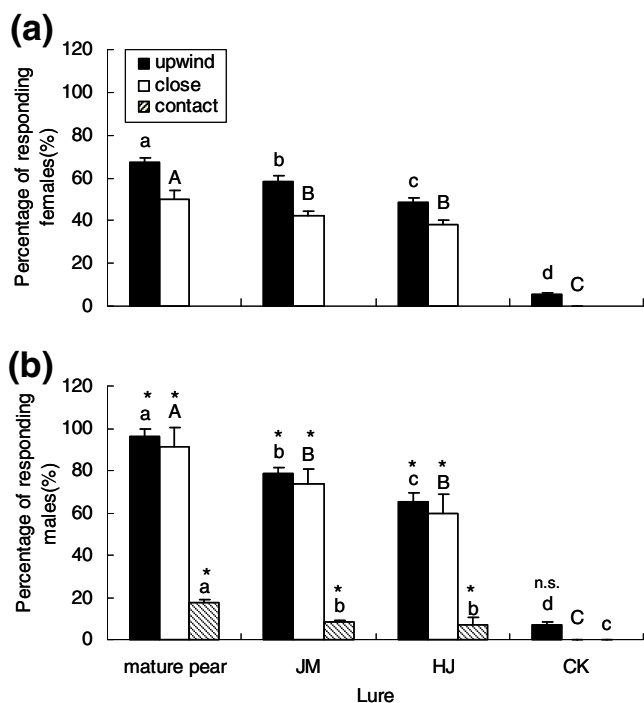 (a)
Percentage of responding
females(%)
120
100
80
60
40
20
0
upwind
close
contact
a
A
b
B
c
B
d
C
(b)
Percentage of responding
males(%)
120
100
80
60
40
20
0
* *
a A
*
a
* *
b B
*
b
* *
c B
*
b
n.s.
d C c
mature pear JM HJ CK
Lure